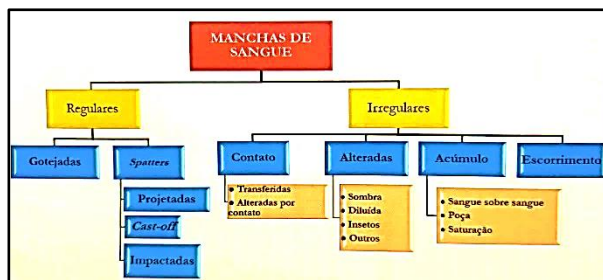 MANCHAS DE
SANGUE
Regulares
Irregulares
Gotejadas
Spatters
Contato
Alteradas
Acúmulo
Escorrimento
Projetadas
Cast-off
Impactadas
• Transferidas
• Alteradas por
contato
• Sombra
• Diluída
• Insetos
• Outros
• Sangue sobre sangue
• Poça
• Saturação